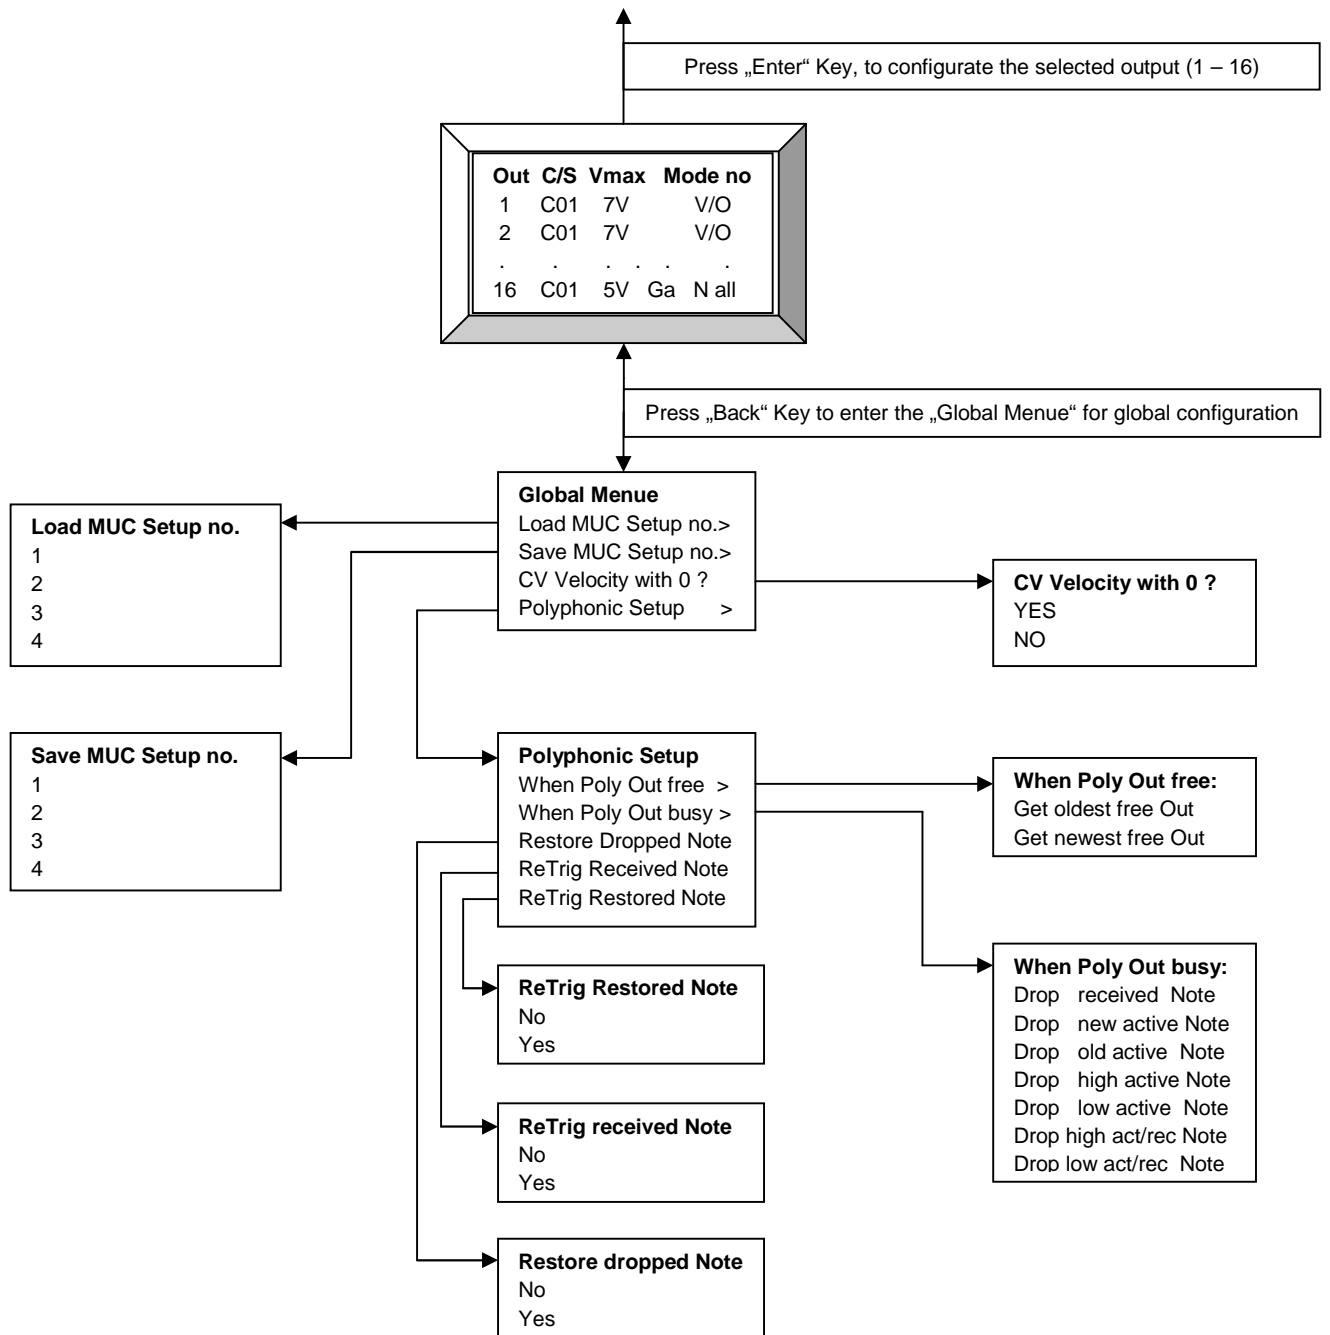 Press „Enter“ Key, to configurate the selected output (1 – 16)
Out C/S Vmax Mode no
1 C01 7V V/O
2 C01 7V V/O
. . . . . .
16 C01 5V Ga N all
Press „Back“ Key to enter the „Global Menue“ for global configuration
Global Menue
Load MUC Setup no.>
Save MUC Setup no.>
CV Velocity with 0 ?
Polyphonic Setup >
Load MUC Setup no.
1
2
3
4
CV Velocity with 0 ?
YES
NO
Save MUC Setup no.
1
2
3
4
Polyphonic Setup
When Poly Out free >
When Poly Out busy >
Restore Dropped Note
ReTrig Received Note
ReTrig Restored Note
When Poly Out free:
Get oldest free Out
Get newest free Out
When Poly Out busy:
Drop received Note
Drop new active Note
Drop old active Note
Drop high active Note
Drop low active Note
Drop high act/rec Note
Drop low act/rec Note
ReTrig Restored Note
No
Yes
ReTrig received Note
No
Yes
Restore dropped Note
No
Yes